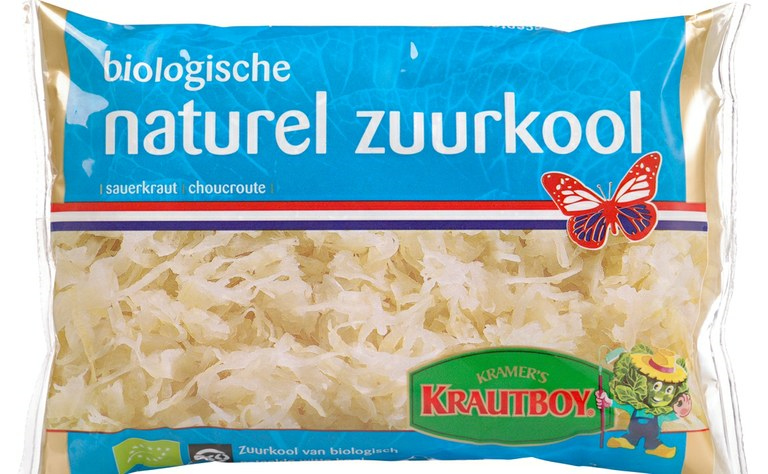 biologische
naturel zuurkool
sauerkraut choucroute
KRAMER'S
KRAUTBOY
Zuurkool van biologisch